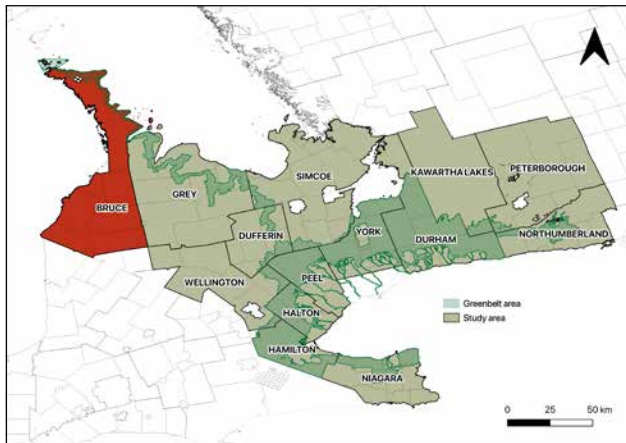 SIMCOE
KAWARTHA LAKES
PETERBOROUGH
GREY
BRUCE
DUFFERIN
YORK
DURHAM
NORTHUMBERLAND
WELLINGTON
PEEL
HALTON
HAMILTON
NIAGARA
Greenbelt area
Study area
0 25 50 km